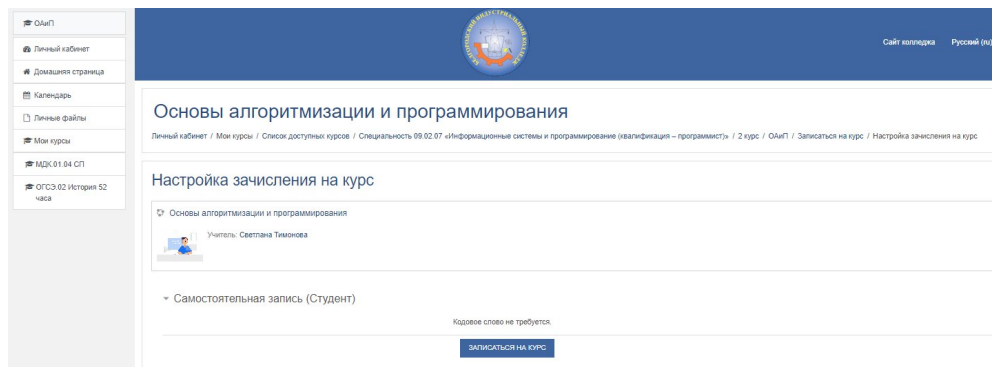 ОАиП
Личный кабинет
Домашняя страница
Календарь
Личные файлы
Мои курсы
МДК.01.04 СП
ОГСЭ.02 История 52
часа
БЕЛГОРОДСКИЙ ИНДУСТРИАЛЬНЫЙ КОЛЛЕДЖ
Сайт колледжа Русский (ru)
Основы алгоритмизации и программирования
Личный кабинет / Мои курсы / Список доступных курсов / Специальность 09.02.07 «Информационные системы и программирование (квалификация – программист)» / 2 курс / ОАиП / Записаться на курс / Настройка зачисления на курс
Настройка зачисления на курс
Основы алгоритмизации и программирования
Учитель: Светлана Тимонова
Самостоятельная запись (Студент)
Кодовое слово не требуется.
ЗАПИСАТЬСЯ НА КУРС